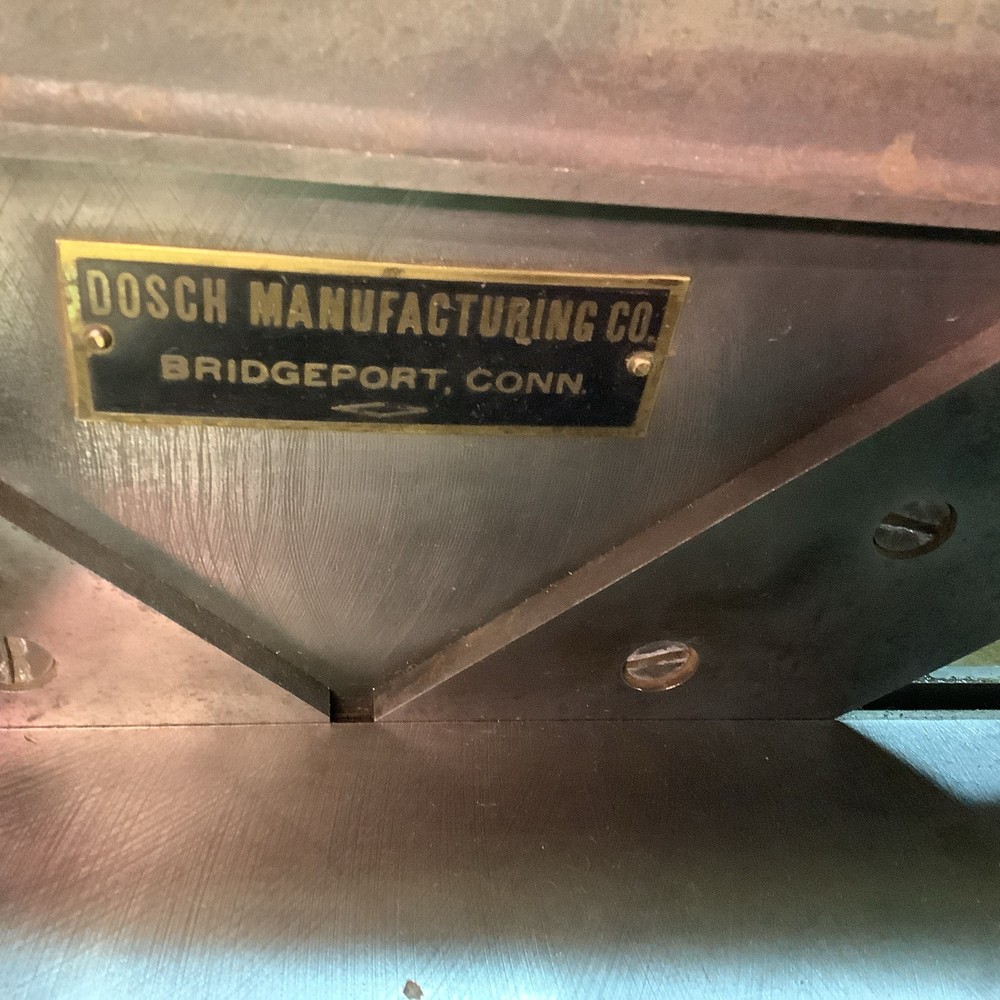 DOSCH MANUFACTURING CO.
BRIDGEPORT, CONN.